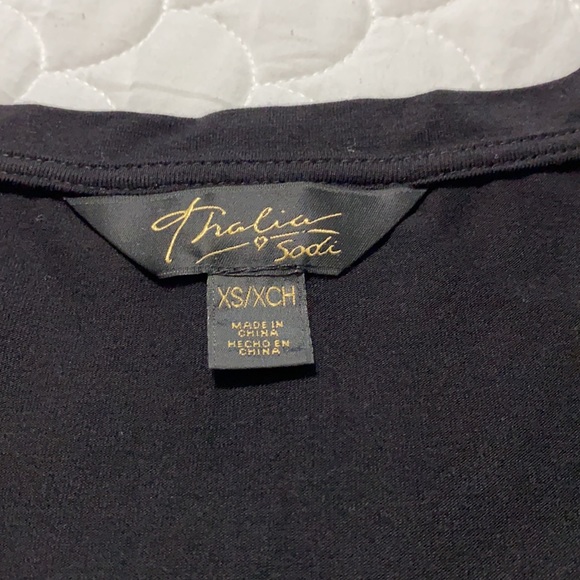 Thalia
Sodi
XS/XCH
MADE IN
CHINA
HECHO EN
CHINA